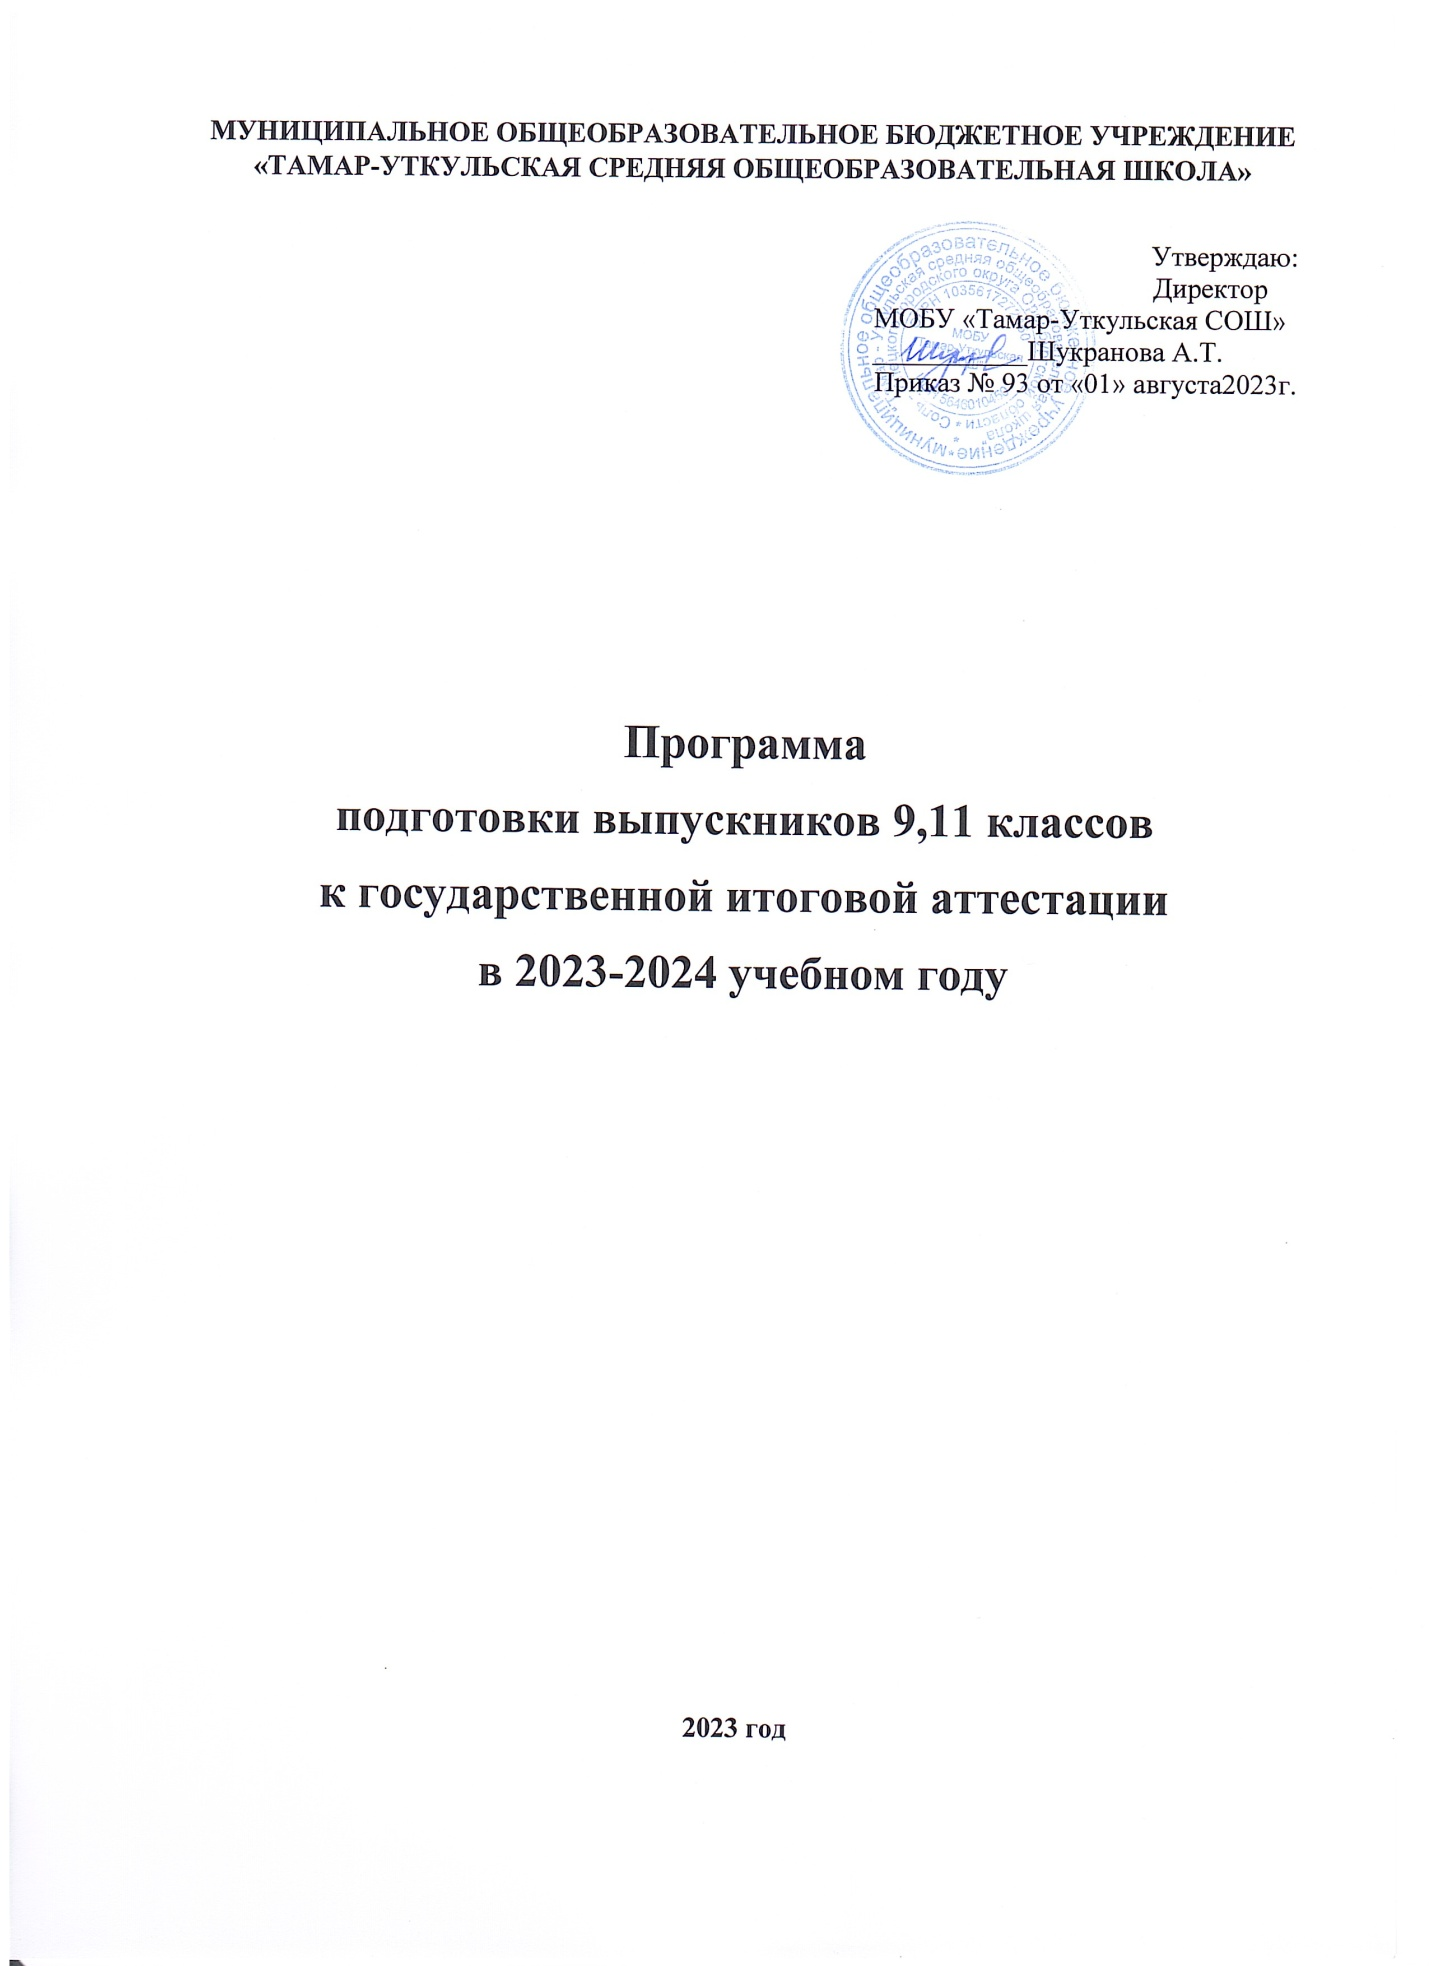 МУНИЦИПАЛЬНОЕ ОБЩЕОБРАЗОВАТЕЛЬНОЕ БЮДЖЕТНОЕ УЧРЕЖДЕНИЕ
«ТАМАР-УТКУЛЬСКАЯ СРЕДНЯЯ ОБЩЕОБРАЗОВАТЕЛЬНАЯ ШКОЛА»
Утверждаю:
Директор
МОБУ «Тамар-Уткульская СОШ»
____________Шукранова А.Т.
Приказ № 93 от «01» августа2023г.
Программа
подготовки выпускников 9,11 классов
к государственной итоговой аттестации
в 2023-2024 учебном году
2023 год